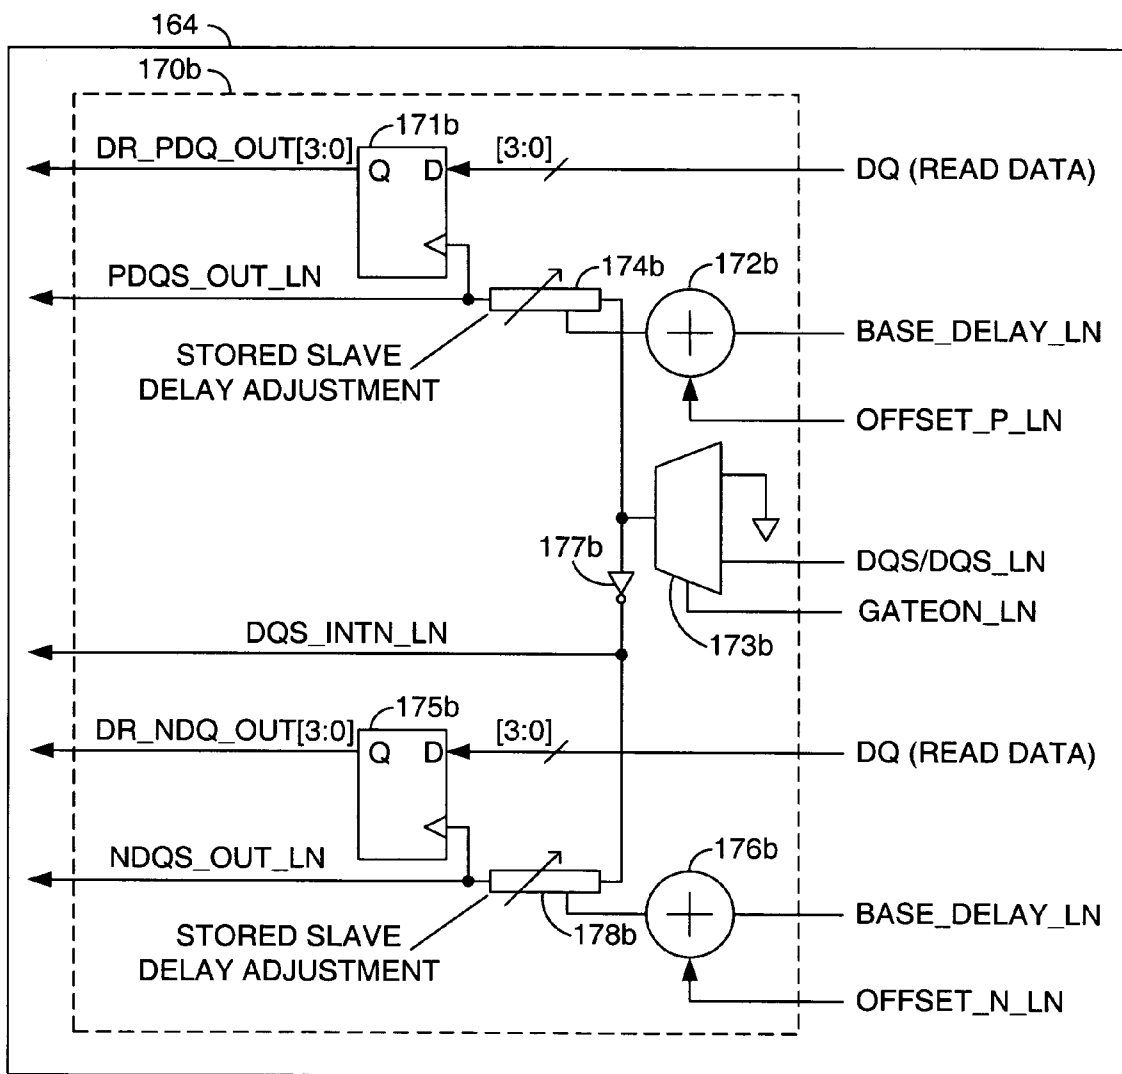 164
170b
171b
DR_PDQ_OUT[3:0]
Q D
[3:0]
DQ (READ DATA)
PDQS_OUT_LN
174b
172b
BASE_DELAY_LN
STORED SLAVE
DELAY ADJUSTMENT
OFFSET_P_LN
177b
DQS/DQS_LN
GATEON_LN
173b
DQS_INTN_LN
175b
DR_NDQ_OUT[3:0]
Q D
[3:0]
DQ (READ DATA)
NDQS_OUT_LN
176b
BASE_DELAY_LN
178b
STORED SLAVE
DELAY ADJUSTMENT
OFFSET_N_LN